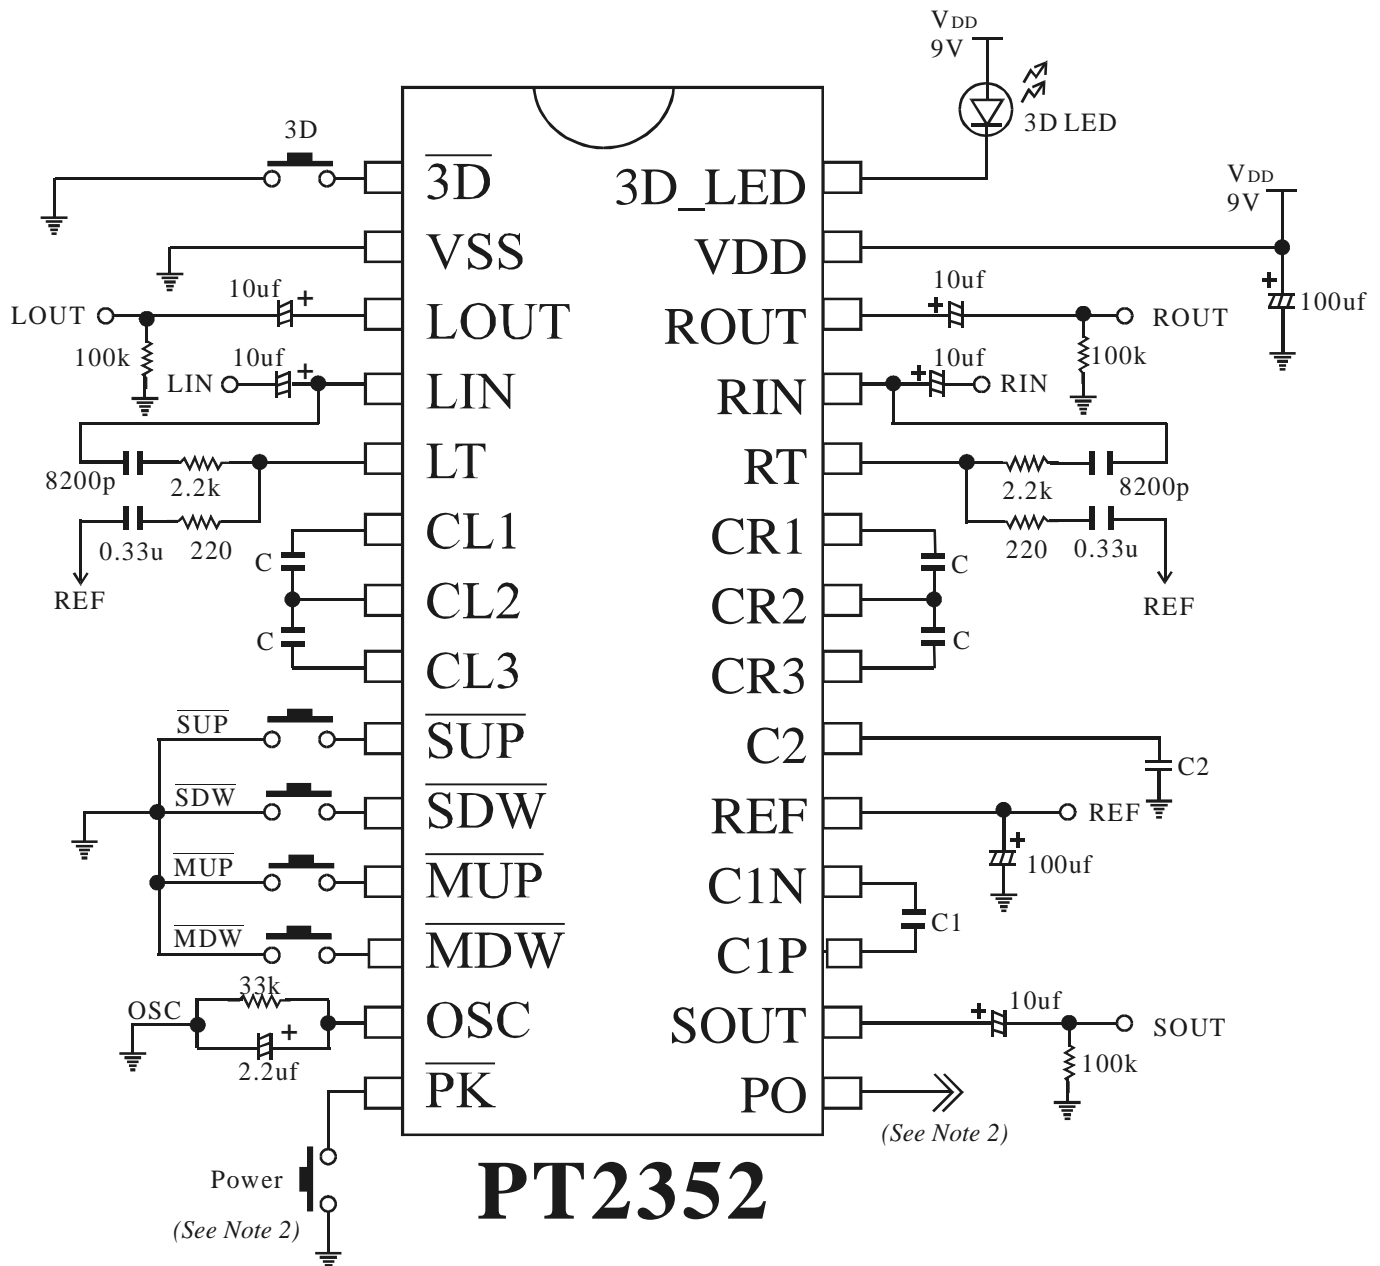 VDD
9V
3D LED
3D
3D
3D_LED
VDD
9V
VSS
VDD
10uf
+
LOUT
LOUT
100k
10uf
+
ROUT
ROUT
100k
+
100uf
10uf
+
LIN
LIN
10uf
+
RIN
RIN
LT
RT
8200p
2.2k
2.2k
8200p
0.33u
220
220
0.33u
REF
REF
CL1
CR1
C
C
CL2
CR2
C
C
CL3
CR3
SUP
SUP
C2
C2
SDW
SDW
REF
REF
+
100uf
MUP
MUP
C1N
C1
MDW
MDW
C1P
33k
OSC
+
2.2uf
OSC
SOUT
10uf
+
SOUT
100k
PK
PO
(See Note 2)
Power
(See Note 2)
PT2352